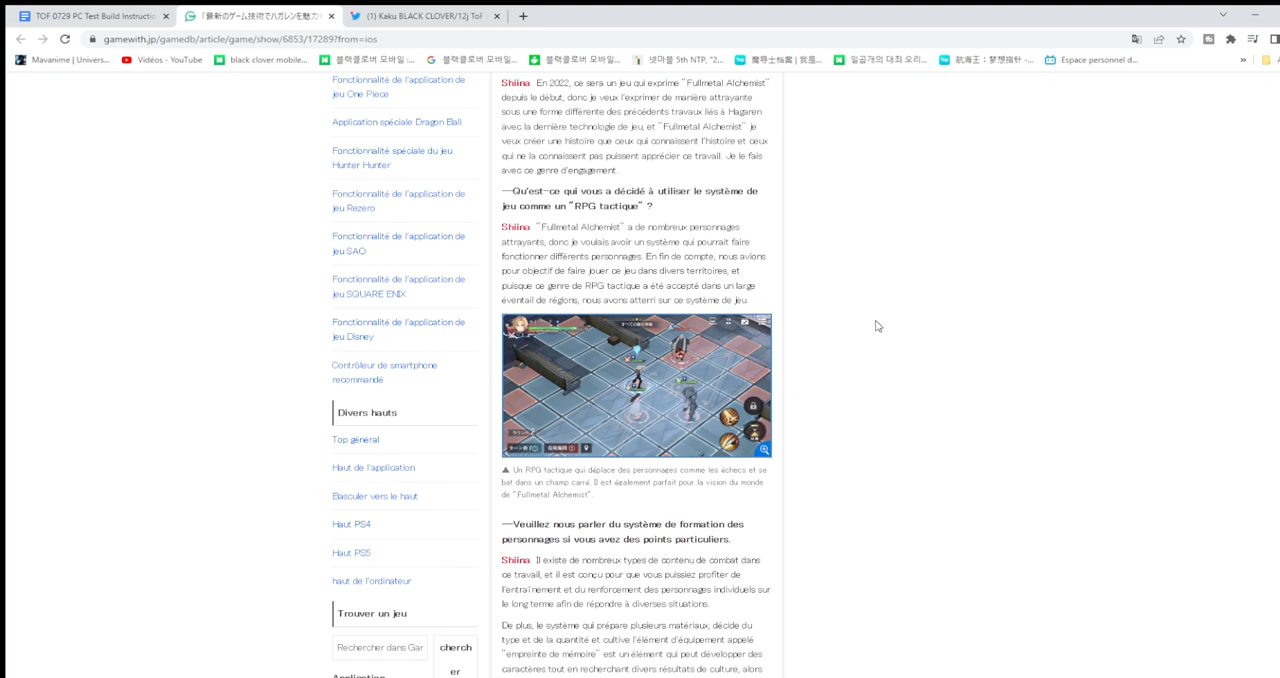 TOF 0729 PC Test Build Instructio
「最新のゲーム技術でハガレンを魅力
(1) Kaku BLACK CLOVER/12j ToF
gamewith.jp/gamedb/article/game/show/6853/17289?from=ios
Mavanime | Univers...
Vidéos - YouTube
black clover mobile...
블랙클로버 모바일 :...
블랙클로버 모바일...
블랙클로버 모바일...
넷마블 5th NTP, "2...
魔导士档案 | 我是...
일곱개의 대죄 오리...
航海王：梦想指针 -...
Espace personnel d...
»
Fonctionnalité de l'application de
jeu One Piece
Application spéciale Dragon Ball
Fonctionnalité spéciale du jeu
Hunter Hunter
Fonctionnalité de l'application de
jeu Rezero
Fonctionnalité de l'application de
jeu SAO
Fonctionnalité de l'application de
jeu SQUARE ENIX
Fonctionnalité de l'application de
jeu Disney
Contrôleur de smartphone
recommandé
Divers hauts
Top général
Haut de l'application
Basculer vers le haut
Haut PS4
Haut PS5
haut de l'ordinateur
Trouver un jeu
Rechercher dans Gar
cherch
er
Application
Shiina En 2022, ce sera un jeu qui exprime "Fullmetal Alchemist"
depuis le début, donc je veux l'exprimer de manière attrayante
sous une forme différente des précédents travaux liés à Hagaren
avec la dernière technologie de jeu, et "Fullmetal Alchemist" je
veux créer une histoire que ceux qui connaissent l'histoire et ceux
qui ne la connaissent pas puissent apprécier ce travail. Je le fais
avec ce genre d'engagement.
—Qu'est-ce qui vous a décidé à utiliser le système de
jeu comme un "RPG tactique" ?
Shiina "Fullmetal Alchemist" a de nombreux personnages
attrayants, donc je voulais avoir un système qui pourrait faire
fonctionner différents personnages. En fin de compte, nous avions
pour objectif de faire jouer ce jeu dans divers territoires, et
puisque ce genre de RPG tactique a été accepté dans un large
éventail de régions, nous avons atterri sur ce système de jeu.
すべての敵を撃破
▲ Un RPG tactique qui déplace des personnages comme les échecs et se
bat dans un champ carré. Il est également parfait pour la vision du monde
de "Fullmetal Alchemist".
—Veuillez nous parler du système de formation des
personnages si vous avez des points particuliers.
Shiina Il existe de nombreux types de contenu de combat dans
ce travail, et il est conçu pour que vous puissiez profiter de
l'entraînement et du renforcement des personnages individuels sur
le long terme afin de répondre à diverses situations.
De plus, le système qui prépare plusieurs matériaux, décide du
type et de la quantité et cultive l'élément d'équipement appelé
"empreinte de mémoire" est un élément qui peut développer des
caractères tout en recherchant divers résultats de culture, alors